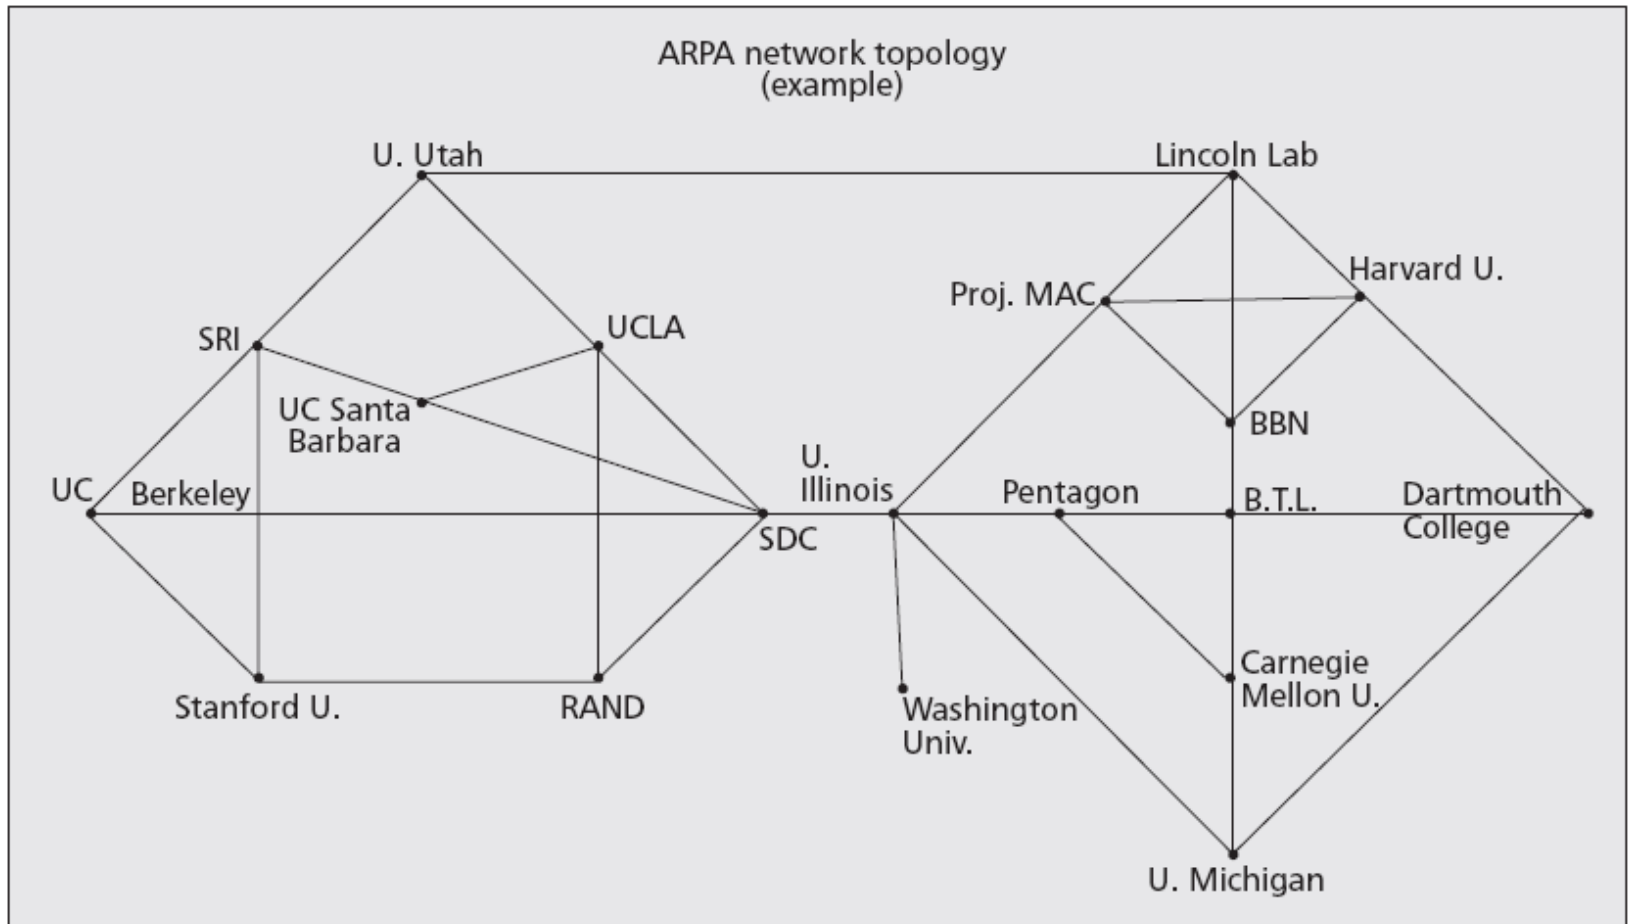 ARPA network topology
(example)
U. Utah
Lincoln Lab
Harvard U.
Proj. MAC
SRI
UCLA
UC Santa
Barbara
BBN
U.
Illinois
UC Berkeley
Pentagon
B.T.L.
Dartmouth
College
SDC
Carnegie
Mellon U.
Stanford U.
RAND
Washington
Univ.
U. Michigan